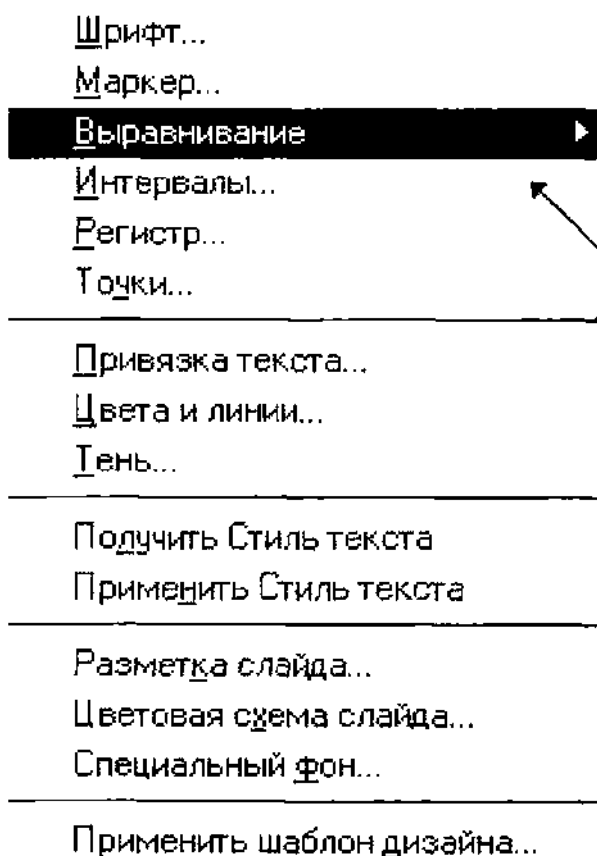 Шрифт...
Маркер...
Выравнивание
Интервалы...
Регистр...
Точки...
Привязка текста...
Цвета и линии...
Тень...
Получить Стиль текста
Применить Стиль текста
Разметка слайда...
Цветовая схема слайда...
Специальный фон...
Применить шаблон дизайна...